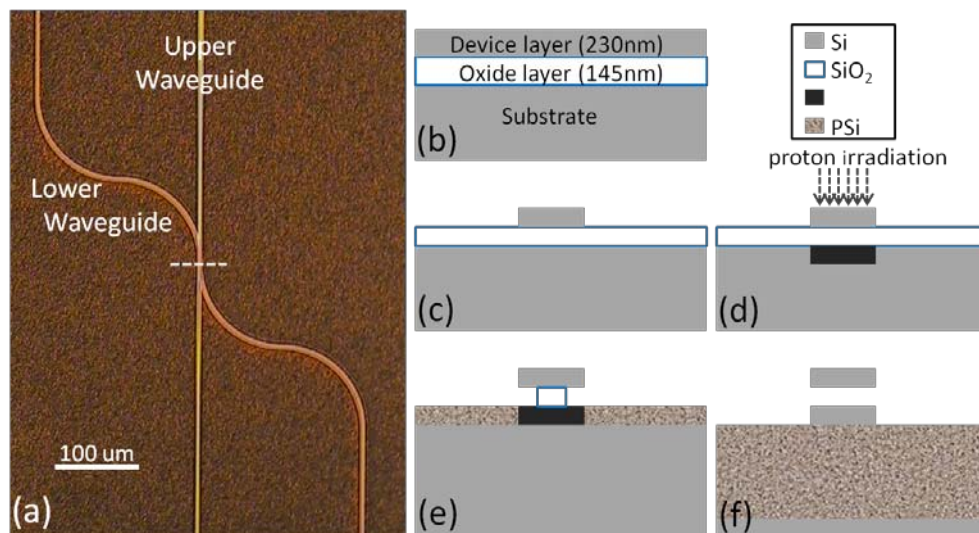 Upper
Waveguide
Lower
Waveguide
100 um
(a)
Device layer (230nm)
Oxide layer (145nm)
Substrate
(b)
Si
SiO₂
PSi
proton irradiation
(c)
(d)
(e)
(f)